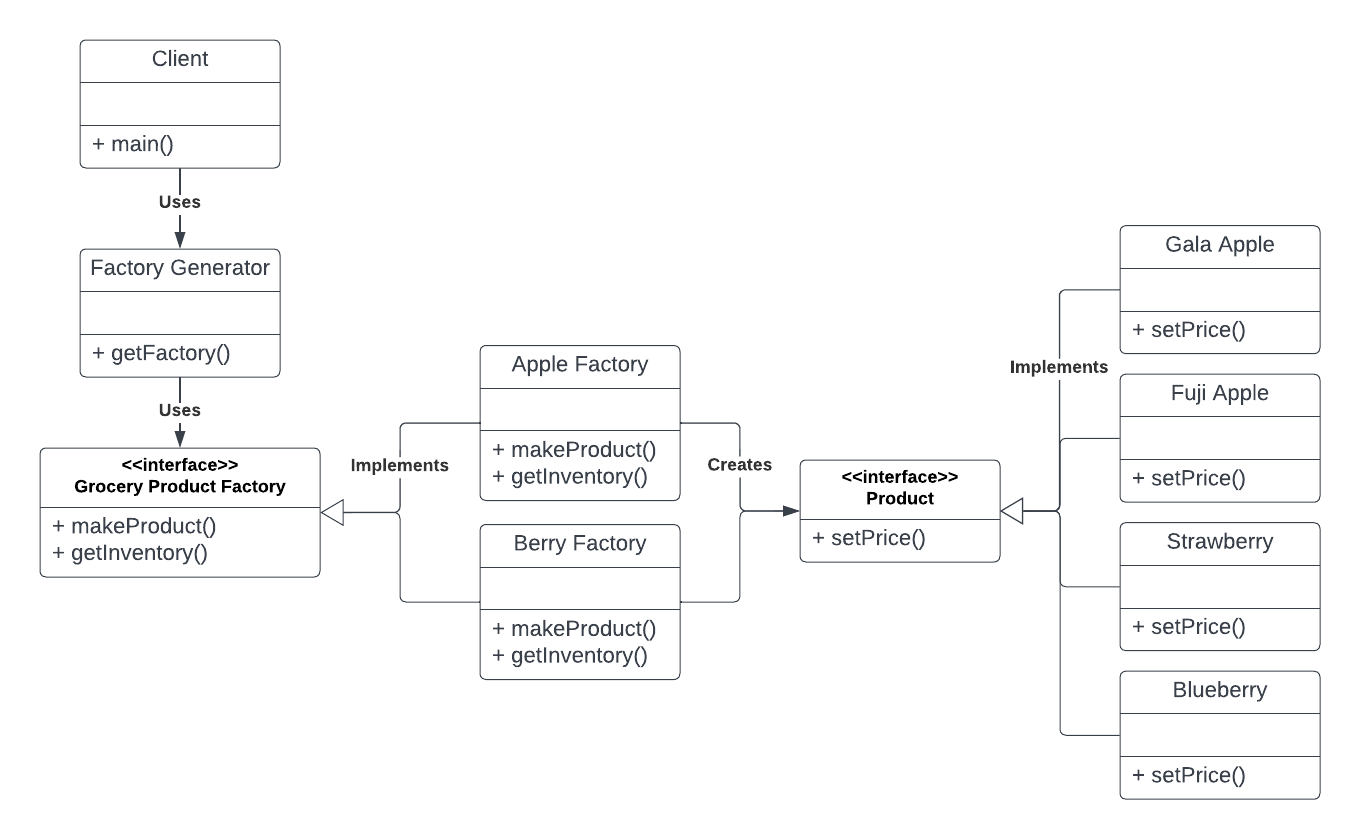 Client
+ main()
Uses
Factory Generator
+ getFactory()
Uses
<<interface>>
Grocery Product Factory
+ makeProduct()
+ getInventory()
Implements
Apple Factory
+ makeProduct()
+ getInventory()
Berry Factory
+ makeProduct()
+ getInventory()
Creates
<<interface>>
Product
+ setPrice()
Implements
Gala Apple
+ setPrice()
Fuji Apple
+ setPrice()
Strawberry
+ setPrice()
Blueberry
+ setPrice()